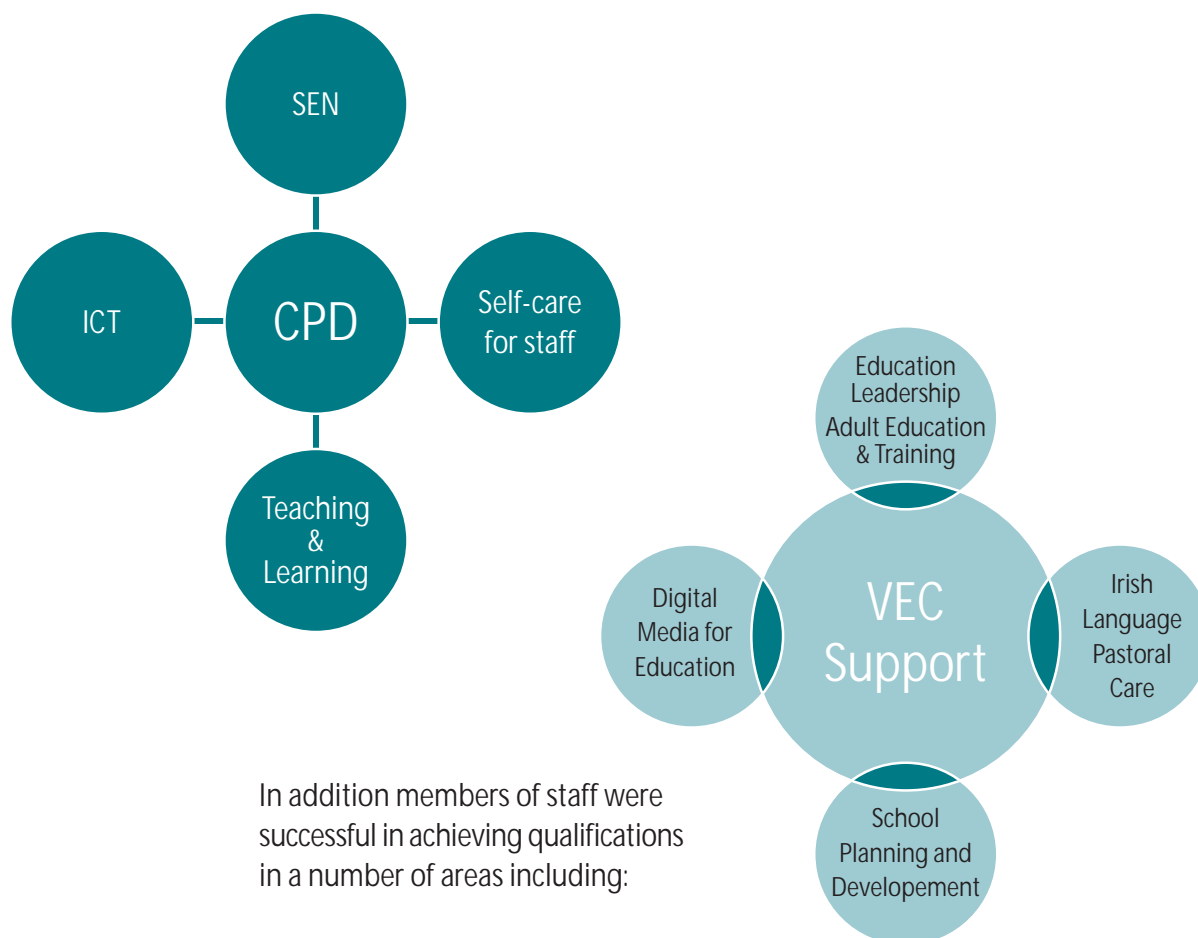 SEN
ICT
CPD
Self-care
for staff
Teaching
&
Learning
Education
Leadership
Adult Education
& Training
Digital
Media for
Education
VEC
Support
Irish
Language
Pastoral
Care
School
Planning and
Developement
In addition members of staff were
successful in achieving qualifications
in a number of areas including: